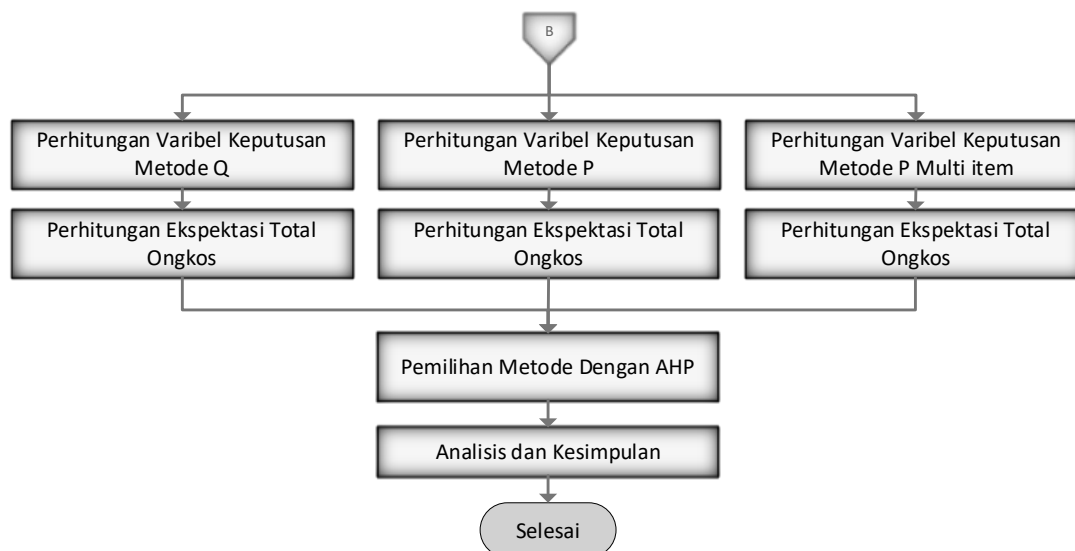 B
Perhitungan Varibel Keputusan
Metode Q
Perhitungan Varibel Keputusan
Metode P
Perhitungan Varibel Keputusan
Metode P Multi item
Perhitungan Ekspektasi Total
Ongkos
Perhitungan Ekspektasi Total
Ongkos
Perhitungan Ekspektasi Total
Ongkos
Pemilihan Metode Dengan AHP
Analisis dan Kesimpulan
Selesai